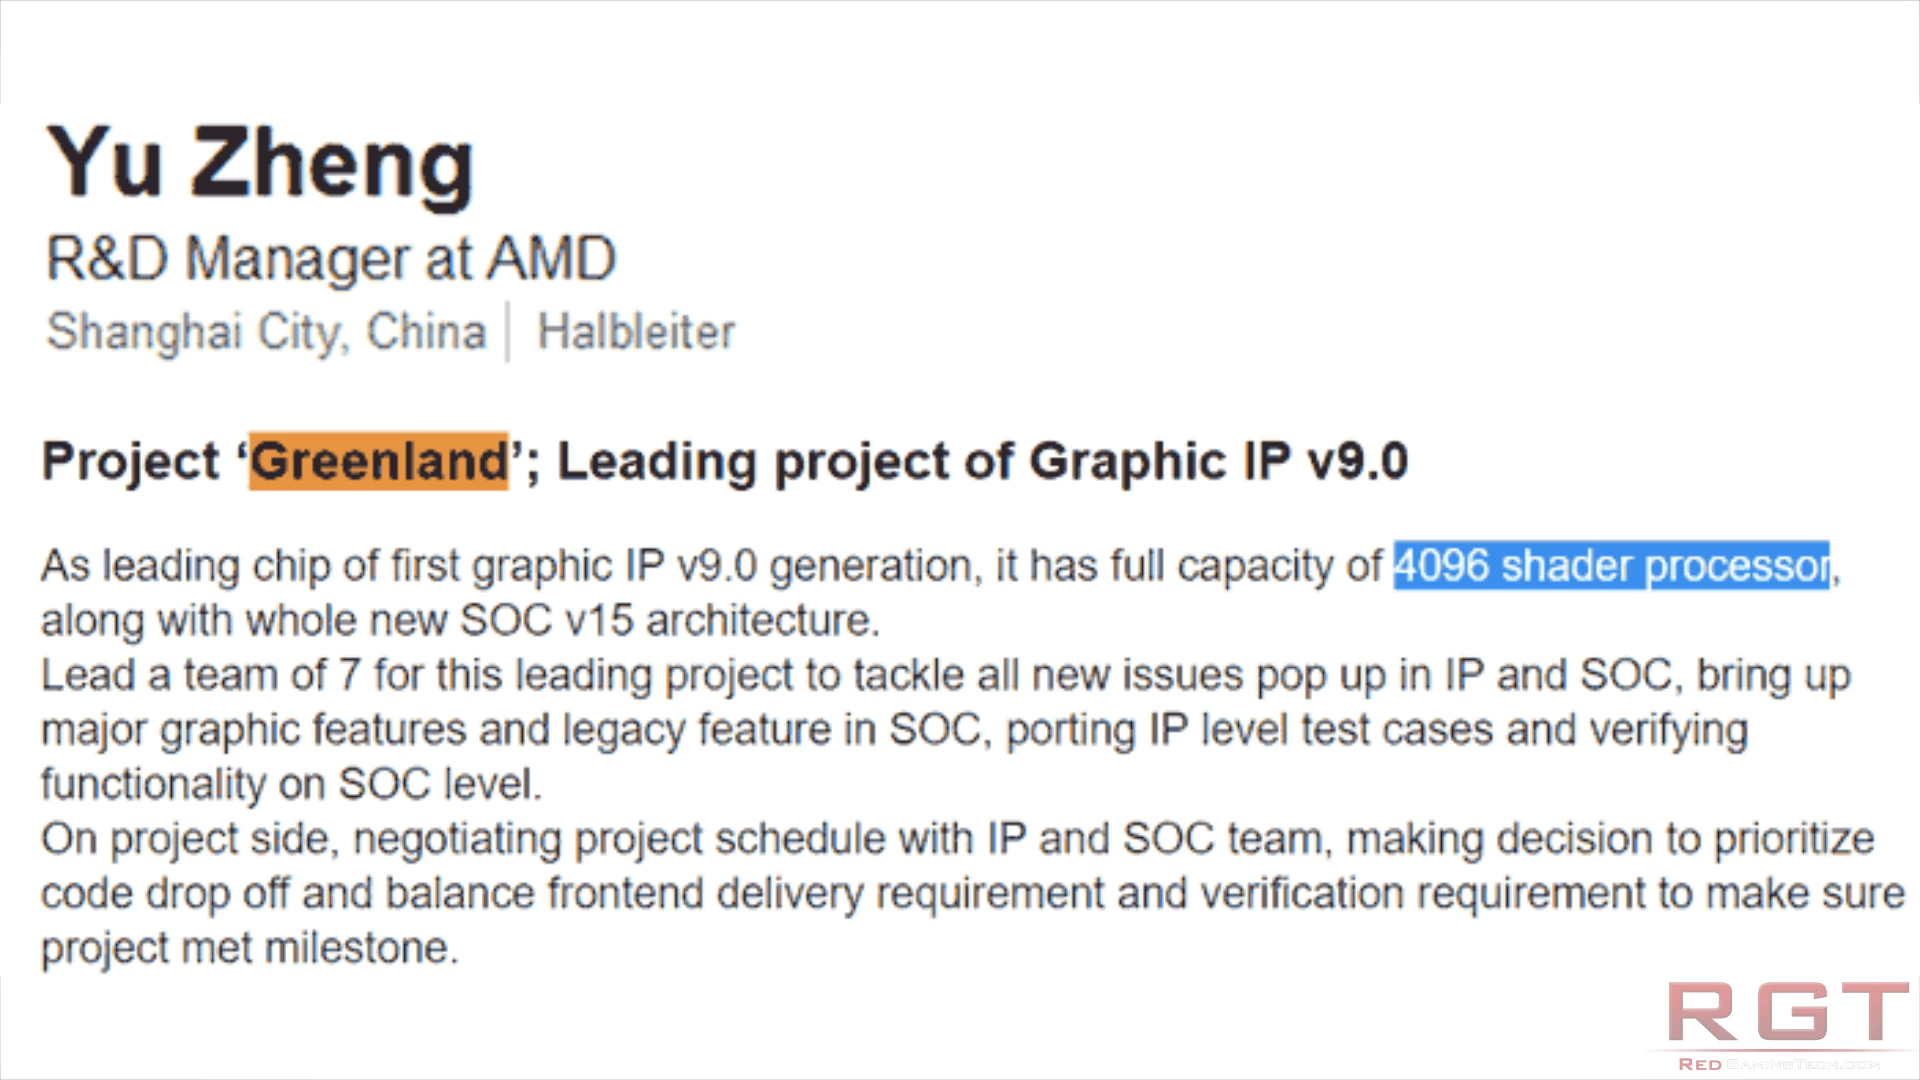 Yu Zheng
R&D Manager at AMD
Shanghai City, China | Halbleiter
Project ‘Greenland’; Leading project of Graphic IP v9.0
As leading chip of first graphic IP v9.0 generation, it has full capacity of 4096 shader processor,
along with whole new SOC v15 architecture.
Lead a team of 7 for this leading project to tackle all new issues pop up in IP and SOC, bring up
major graphic features and legacy feature in SOC, porting IP level test cases and verifying
functionality on SOC level.
On project side, negotiating project schedule with IP and SOC team, making decision to prioritize
code drop off and balance frontend delivery requirement and verification requirement to make sure
project met milestone.
RGT
RED GAMINGTECH.COM